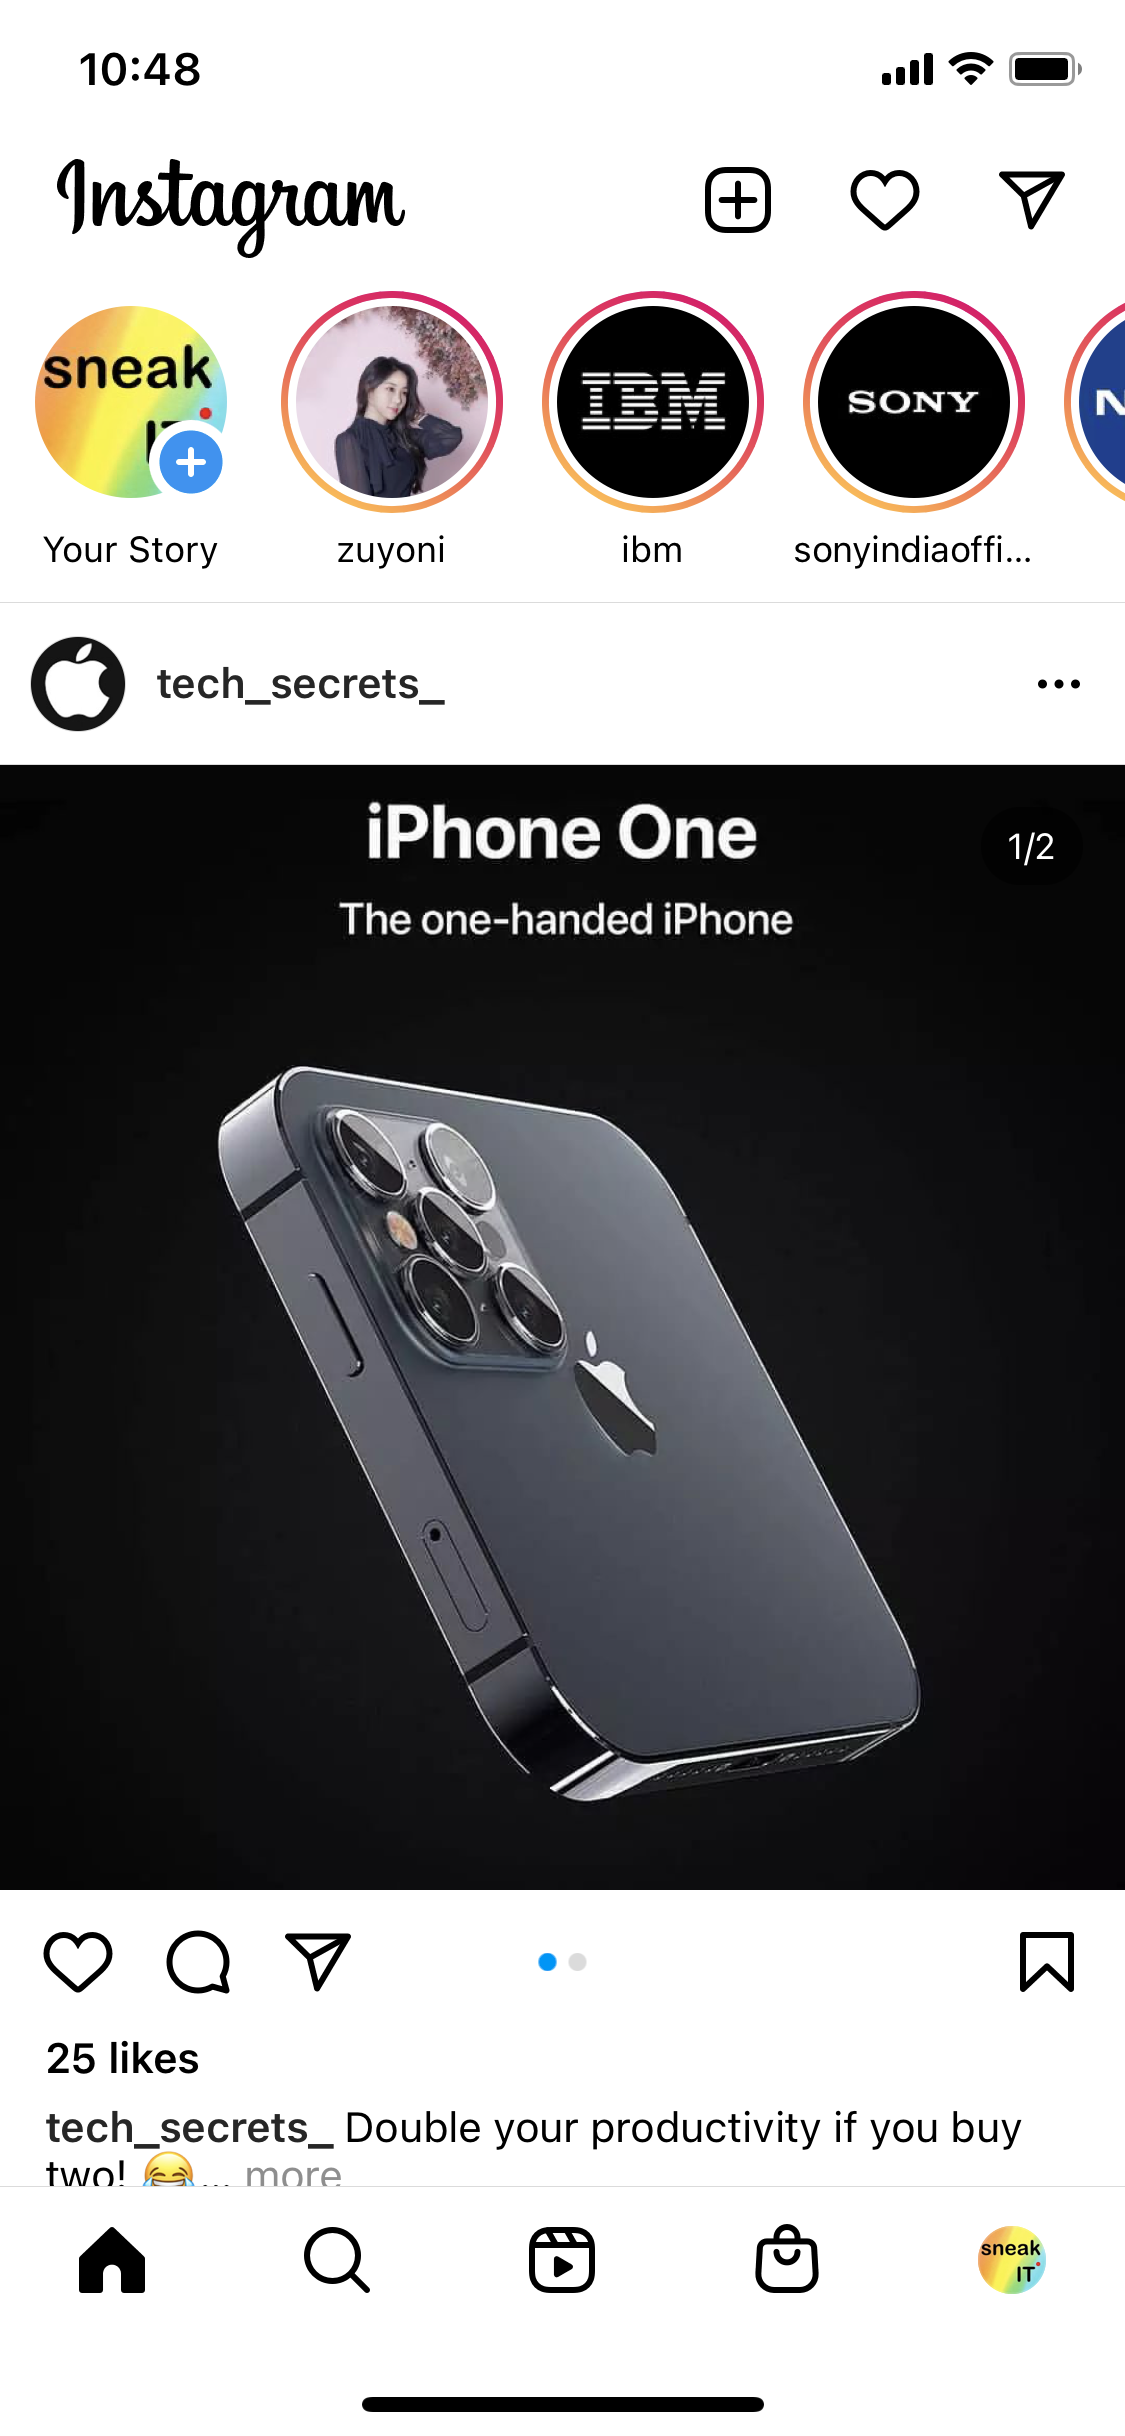 10:48
Instagram
sneak
Your Story
zuyoni
IBM
ibm
SONY
sonyindiaoffi...
N
tech_secrets_
iPhone One
1/2
The one-handed iPhone
25 likes
tech_secrets_ Double your productivity if you buy
two! 😂... more
sneak
IT